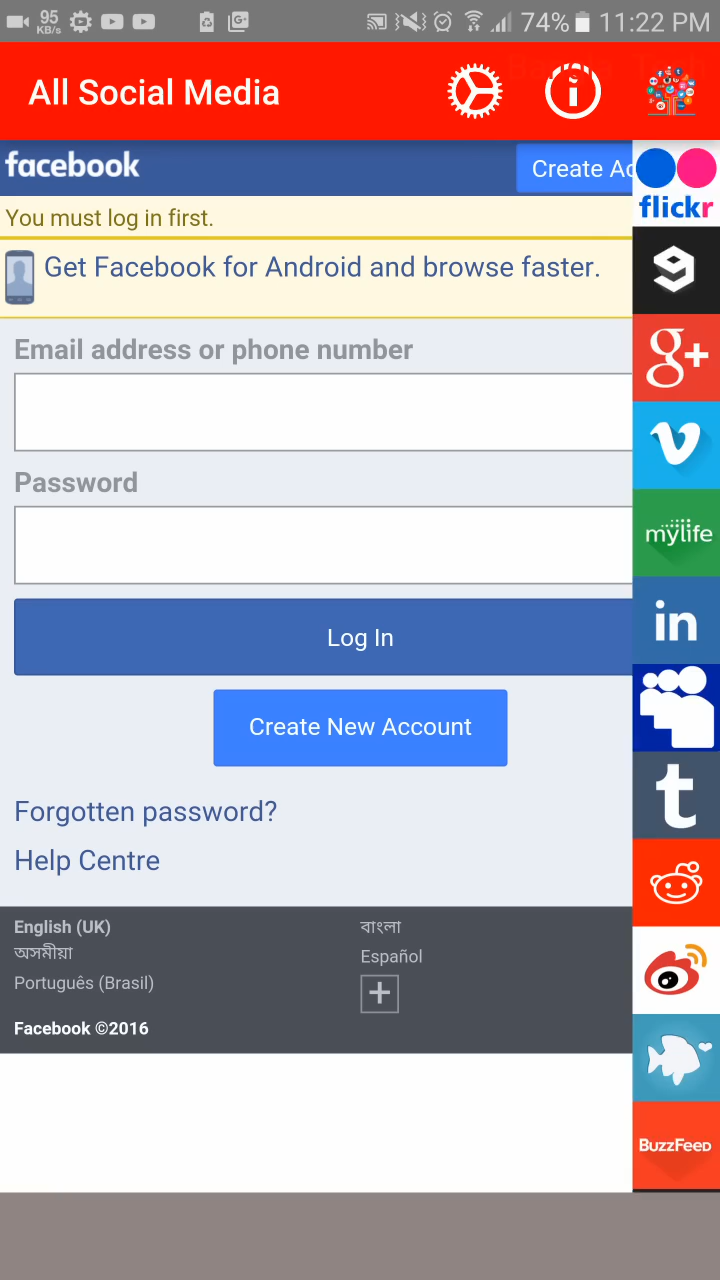 95
KB/s
74%
11:22 PM
All Social Media
facebook
Create Ac
flickr
You must log in first.
Get Facebook for Android and browse faster.
Email address or phone number
g+
Password
mylife
Log In
in
Create New Account
t
Forgotten password?
Help Centre
English (UK)
বাংলা
অসমীয়া
Español
Português (Brasil)
+
Facebook ©2016
BuzzFeed